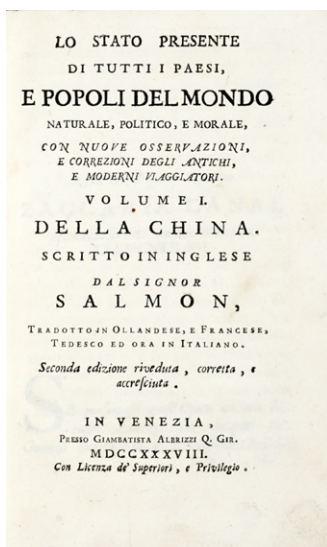 LO STATO PRESENTE
DI TUTTI I PAESI,
E POPOLI DEL MONDO
NATURALE, POLITICO, E MORALE,
CON NUOVE OSSERVAZIONI,
E CORREZIONI DEGLI ANTICHI,
E MODERNI VIAGGIATORI.
VOLUME I.
DELLA CHINA.
SCRITTO IN INGLESE
DAL SIGNOR
SALMON,
TRADOTTO IN OLLANDESE, E FRANCESE,
TEDESCO ED ORA IN ITALIANO.
Seconda edizione riveduta, corretta, e
accresciuta.
IN VENEZIA,
PRESSO GIAMBATISTA ALBRIZZI Q. GIR.
MDCCXXXVIII.
Con Licenza de' Superiori, e Privilegio.